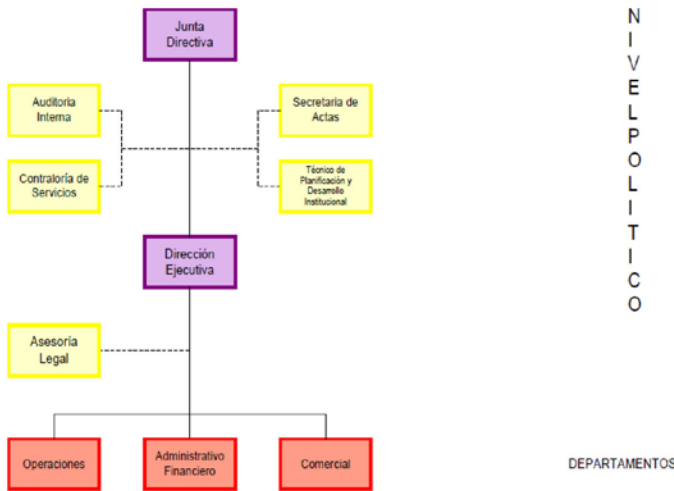 Junta
Directiva
Auditoria
Interna
Secretaria de
Actas
Contraloría de
Servicios
Técnico de
Planificación y
Desarrollo
Institucional
Dirección
Ejecutiva
Asesoría
Legal
Operaciones
Administrativo
Financiero
Comercial
N
I
V
E
L
P
O
L
I
T
I
C
O
DEPARTAMENTOS